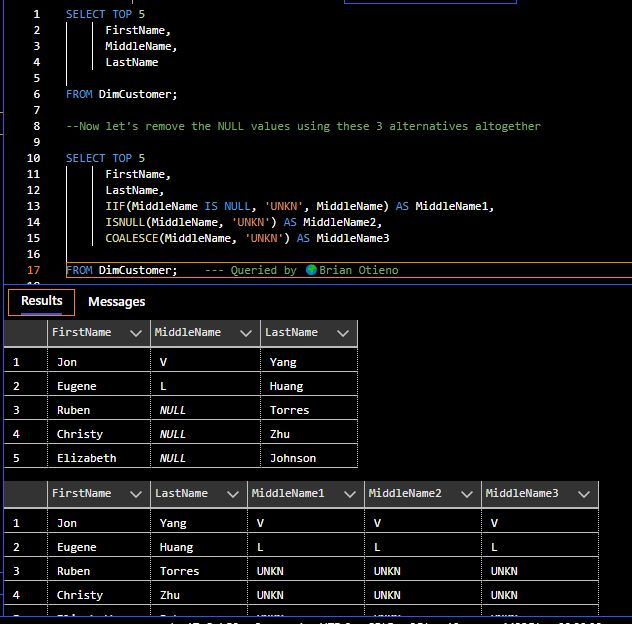 1 SELECT TOP 5
2 FirstName,
3 MiddleName,
4 LastName
5
6 FROM DimCustomer;
7
8 --Now let's remove the NULL values using these 3 alternatives altogether
9
10 SELECT TOP 5
11 FirstName,
12 LastName,
13 IIF(MiddleName IS NULL, 'UNKN', MiddleName) AS MiddleName1,
14 ISNULL(MiddleName, 'UNKN') AS MiddleName2,
15 COALESCE(MiddleName, 'UNKN') AS MiddleName3
16
17 FROM DimCustomer; --- Queried by 🌍Brian Otieno
Results Messages
FirstName MiddleName LastName
1 Jon V Yang
2 Eugene L Huang
3 Ruben NULL Torres
4 Christy NULL Zhu
5 Elizabeth NULL Johnson
FirstName LastName MiddleName1 MiddleName2 MiddleName3
1 Jon Yang V V V
2 Eugene Huang L L L
3 Ruben Torres UNKN UNKN UNKN
4 Christy Zhu UNKN UNKN UNKN